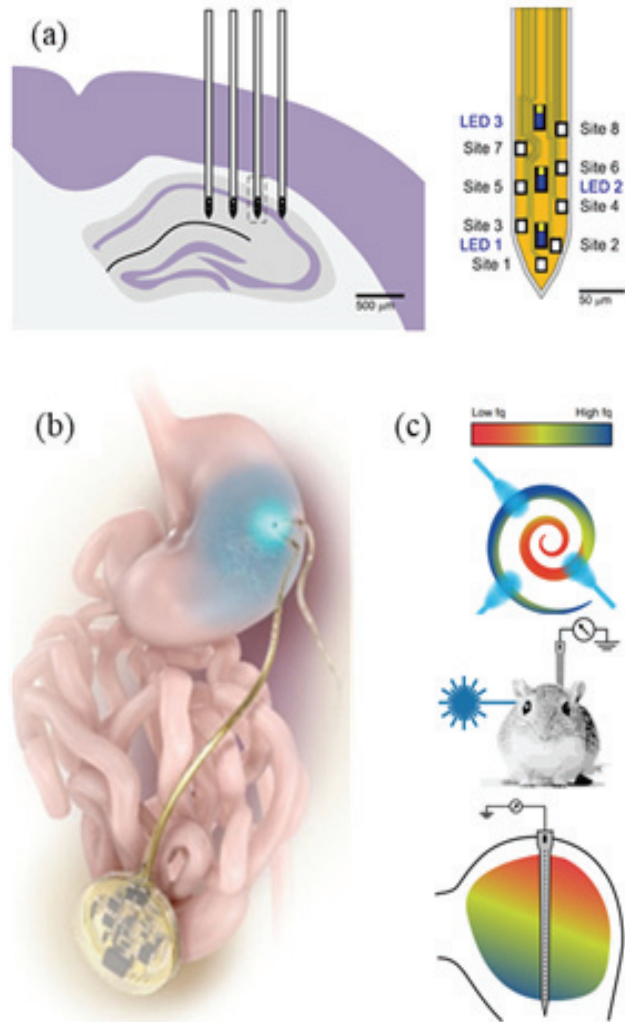 (a)
LED 3
Site 8
Site 7
Site 6
Site 5
LED 2
Site 4
Site 3
LED 1
Site 2
Site 1
500 µm
50 µm
(b)
(c)
Low fq
High fq